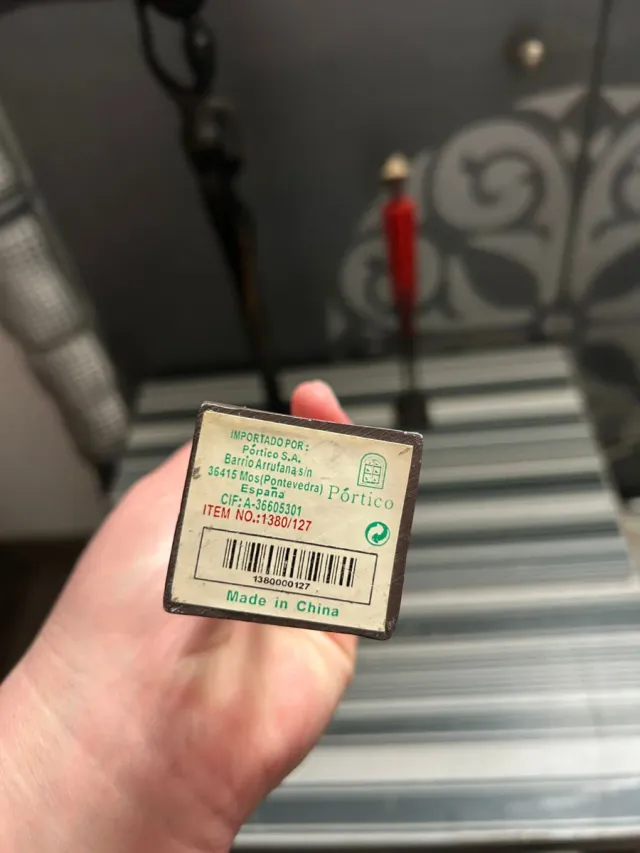 IMPORTADO POR :
Pórtico S.A.
Barrio Arrufana s/n
36415 Mos(Pontevedra)
España
CIF: A-36605301
Pórtico
ITEM NO.:1380/127
1380000127
Made in China